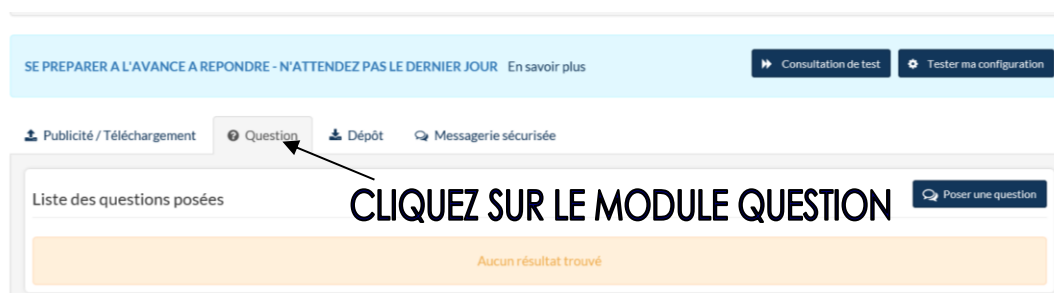 SE PREPARER A L'AVANCE A REPONDRE - N'ATTENDEZ PAS LE DERNIER JOUR En savoir plus
Consultation de test
Tester ma configuration
Publicité / Téléchargement
Question
Dépôt
Messagerie sécurisée
Liste des questions posées
CLIQUEZ SUR LE MODULE QUESTION
Poser une question
Aucun résultat trouvé